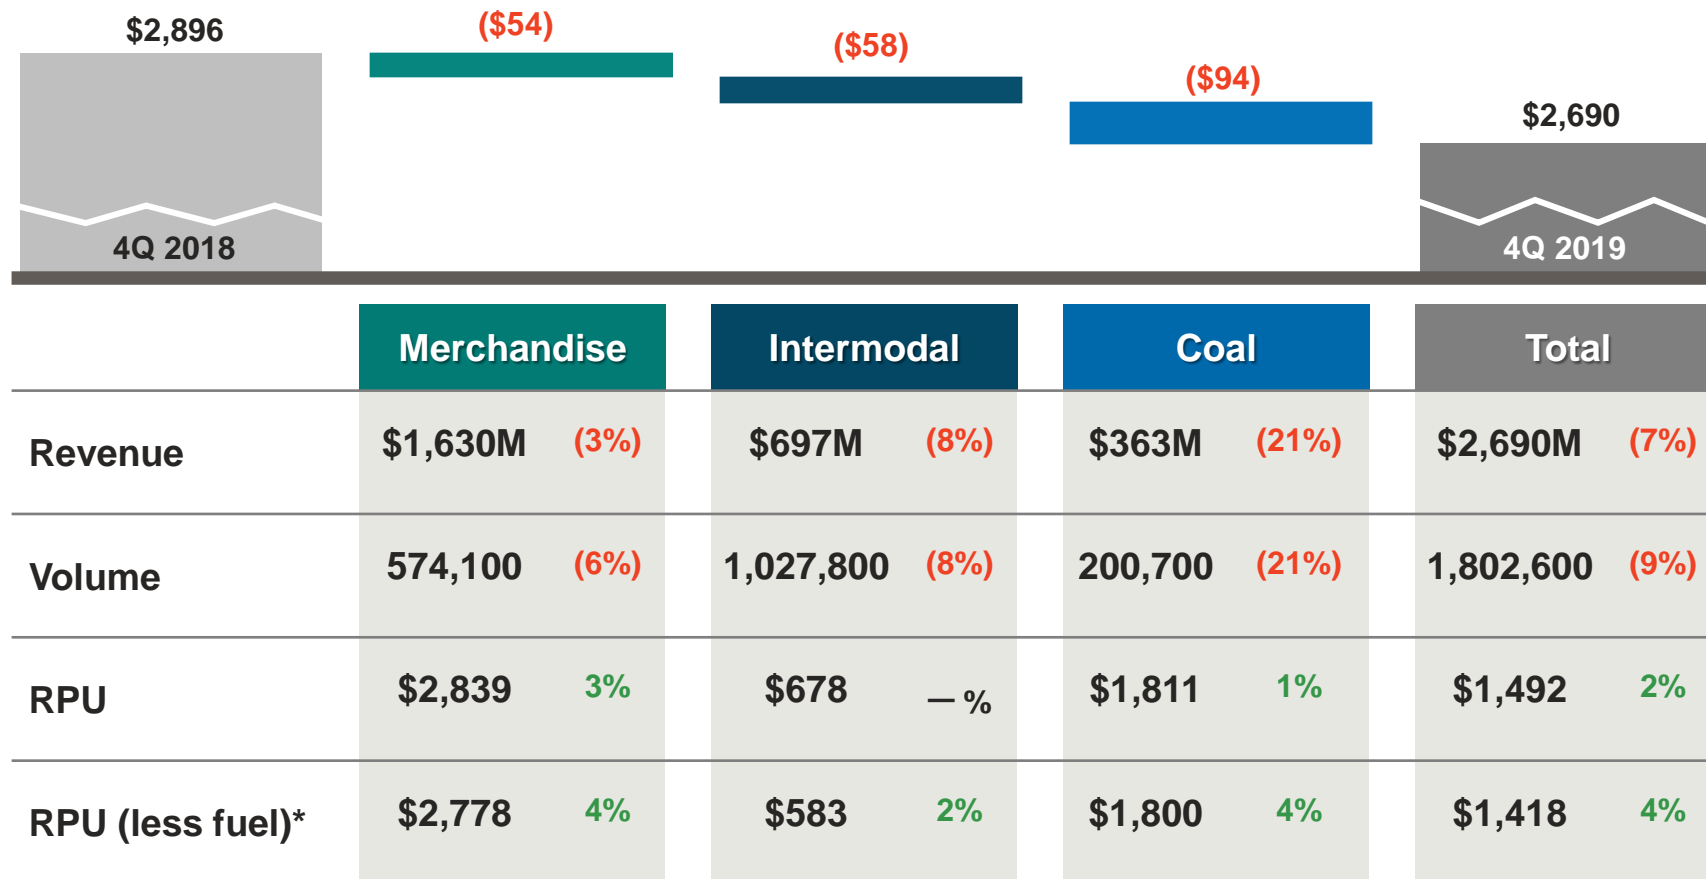 $2,896
($54)
($58)
($94)
$2,690
4Q 2018
4Q 2019
Merchandise Intermodal Coal Total
Revenue $1,630M (3%) $697M (8%) $363M (21%) $2,690M (7%)
Volume 574,100 (6%) 1,027,800 (8%) 200,700 (21%) 1,802,600 (9%)
RPU $2,839 3% $678 — % $1,811 1% $1,492 2%
RPU (less fuel)* $2,778 4% $583 2% $1,800 4% $1,418 4%